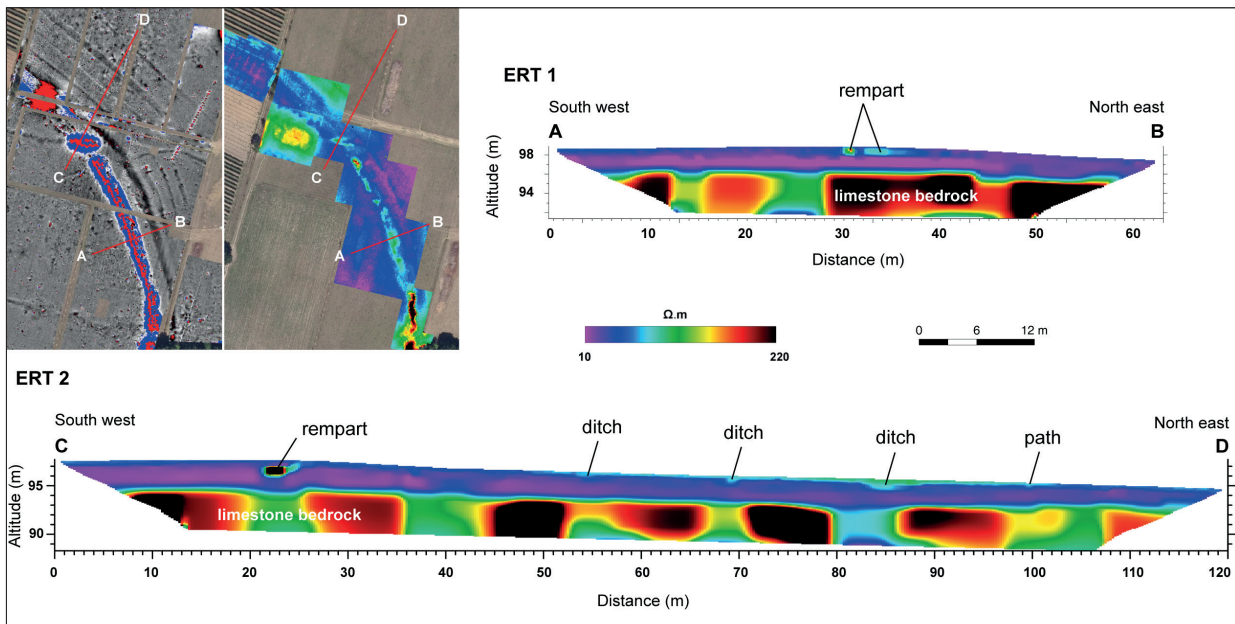 D
C
B
A
D
C
B
A
ERT 1
South west
North east
rempart
A
B
Altitude (m)
98
94
limestone bedrock
0 10 20 30 40 50 60
Distance (m)
Ω.m
10 220
0 6 12 m
ERT 2
South west
North east
C
D
rempart
ditch
ditch
ditch
path
Altitude (m)
95
90
limestone bedrock
0 10 20 30 40 50 60 70 80 90 100 110 120
Distance (m)